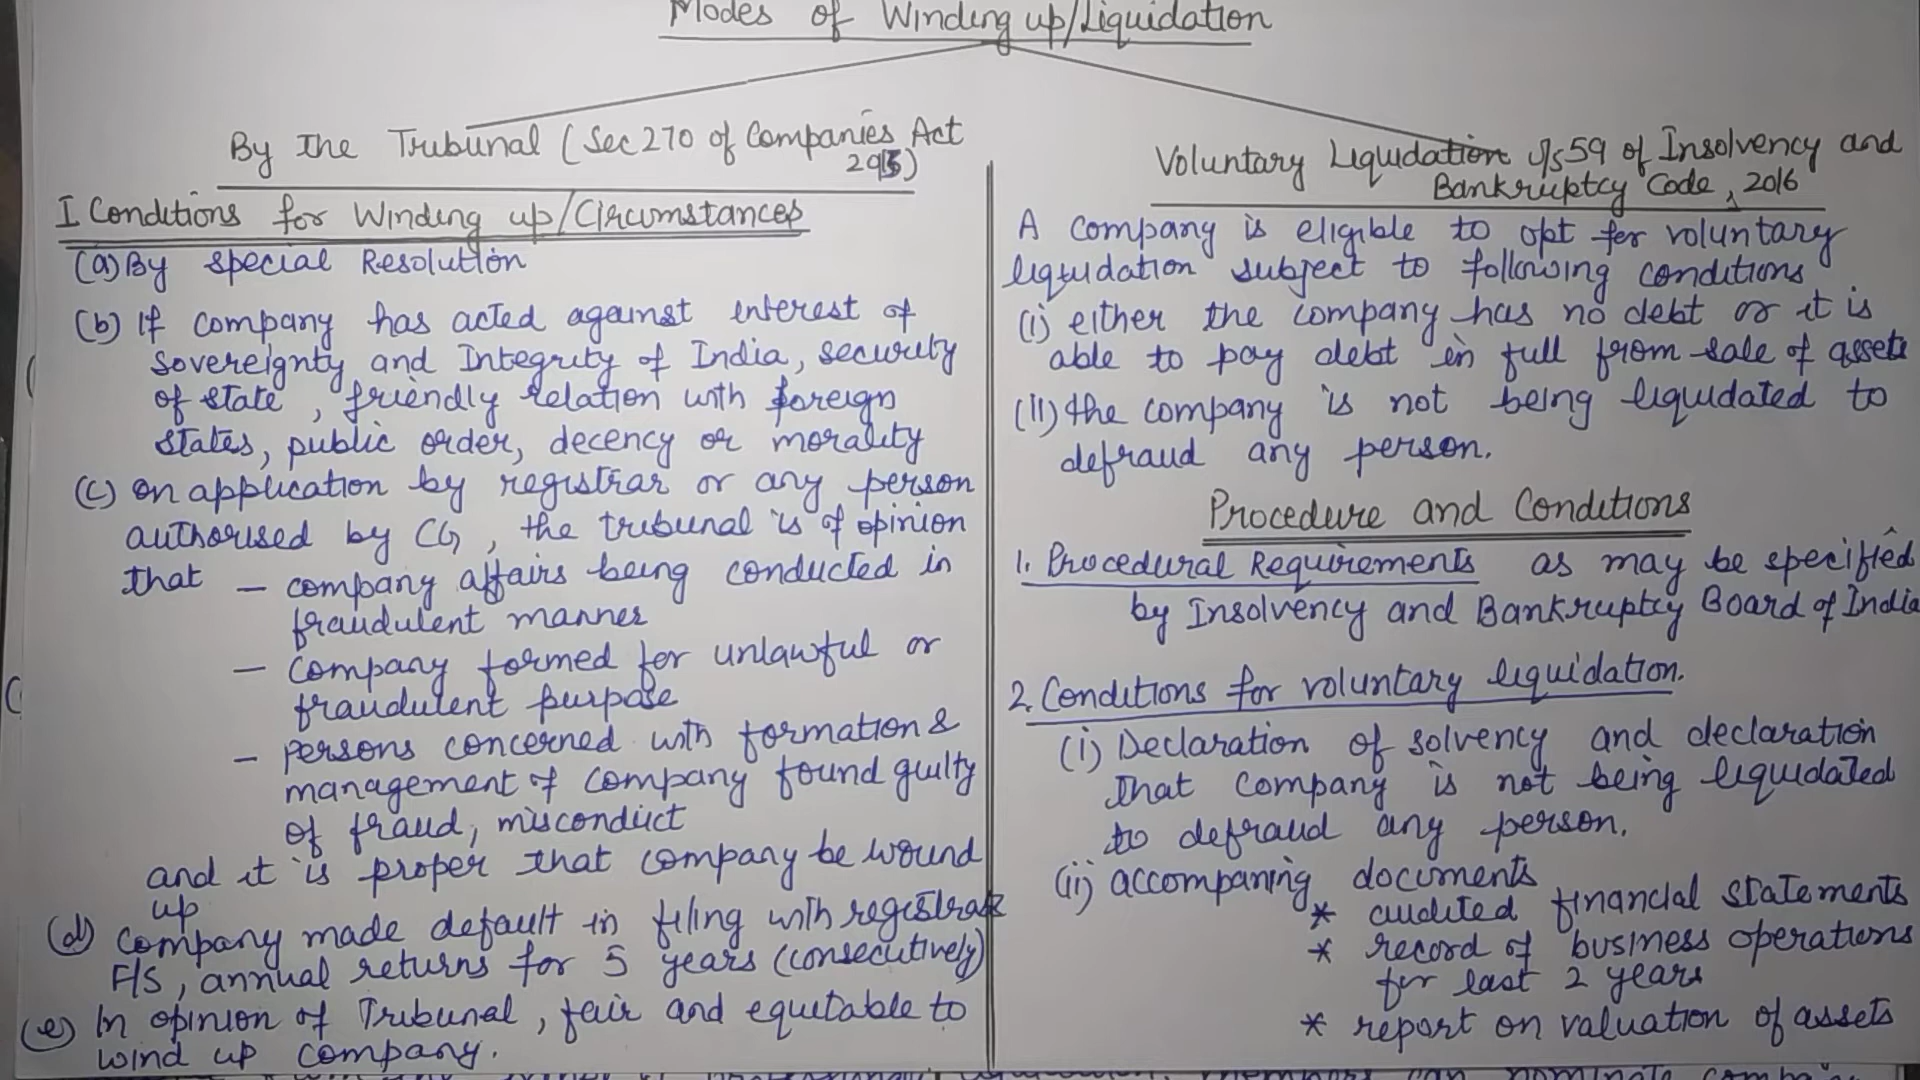 Modes of Winding up/Liquidation
By the Tribunal (Sec 270 of Companies Act
2013)
I Conditions for Winding up/Circumstances
(a) By special Resolution
(b) If company has acted against interest of
sovereignty and Integrity of India, security
of state, friendly relation with foreign
states, public order, decency or morality
(c) on application by registrar or any person
authorised by CG, the tribunal is of opinion
that - company affairs being conducted in
fraudulent manner
- company formed for unlawful or
fraudulent purpose
- persons concerned with formation &
management of company found guilty
of fraud, misconduct
and it is proper that company be wound
up
(d) company made default in filing with registrar
F/S, annual returns for 5 years (consecutively)
(e) In opinion of Tribunal, fair and equitable to
wind up company.
Voluntary Liquidation u/s 59 of Insolvency and
Bankruptcy Code, 2016
A company is eligible to opt for voluntary
liqudation subject to following conditions
(i) either the company has no debt or it is
able to pay debt in full from sale of assets
(ii) the company is not being liquidated to
defraud any person.
Procedure and Conditions
1. Procedural Requirements as may be specified
by Insolvency and Bankruptcy Board of India
2. Conditions for voluntary liquidation.
(i) Declaration of solvency and declaration
that company is not being liquidated
to defraud any person.
(ii) accompaning documents
* audited financial statements
* record of business operations
for last 2 years
* report on valuation of assets
members can nominate